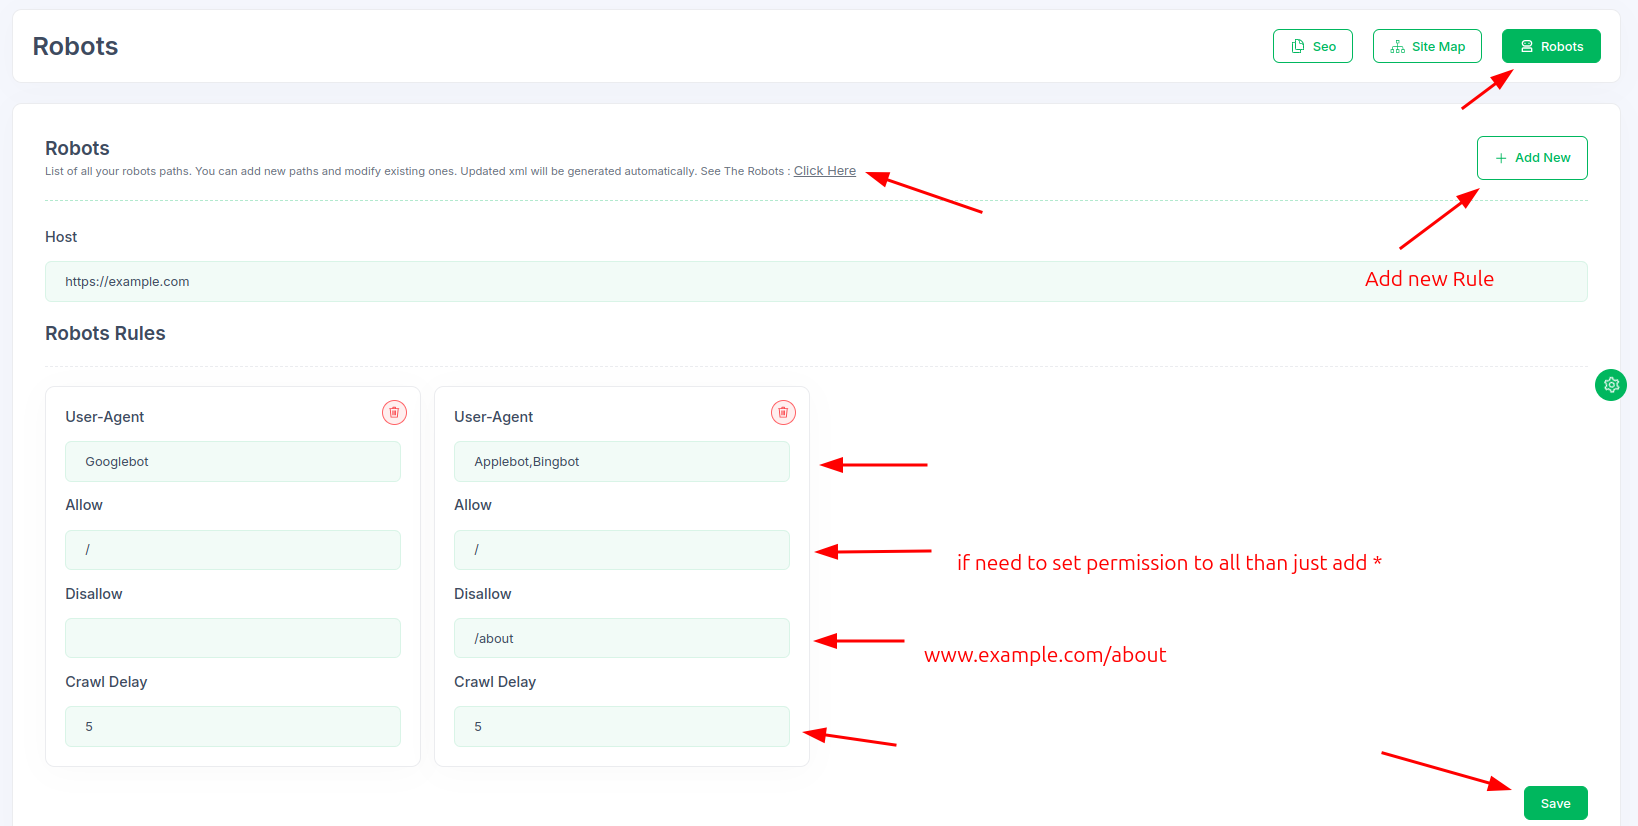 Robots
Seo
Site Map
Robots
Robots
List of all your robots paths. You can add new paths and modify existing ones. Updated xml will be generated automatically. See The Robots : Click Here
+ Add New
Host
https://example.com
Add new Rule
Robots Rules
User-Agent
Googlebot
Allow
/
Disallow
Crawl Delay
5
User-Agent
Applebot,Bingbot
Allow
/
if need to set permission to all than just add *
Disallow
/about
www.example.com/about
Crawl Delay
5
Save